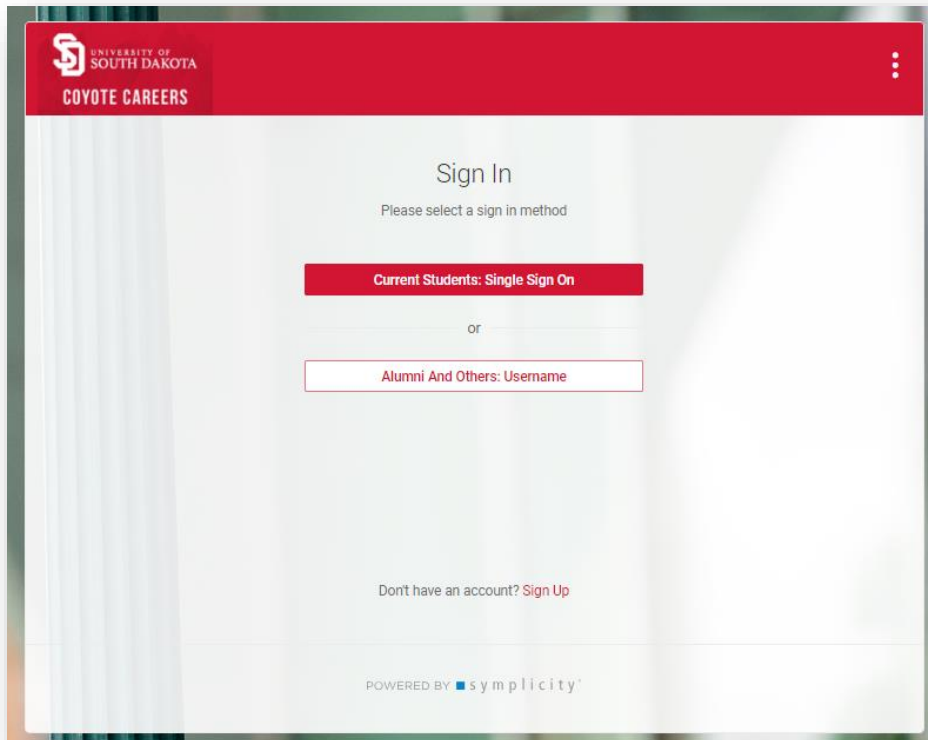 UNIVERSITY OF
SOUTH DAKOTA
COYOTE CAREERS
Sign In
Please select a sign in method
Current Students: Single Sign On
or
Alumni And Others: Username
Don't have an account? Sign Up
POWERED BY symplicity